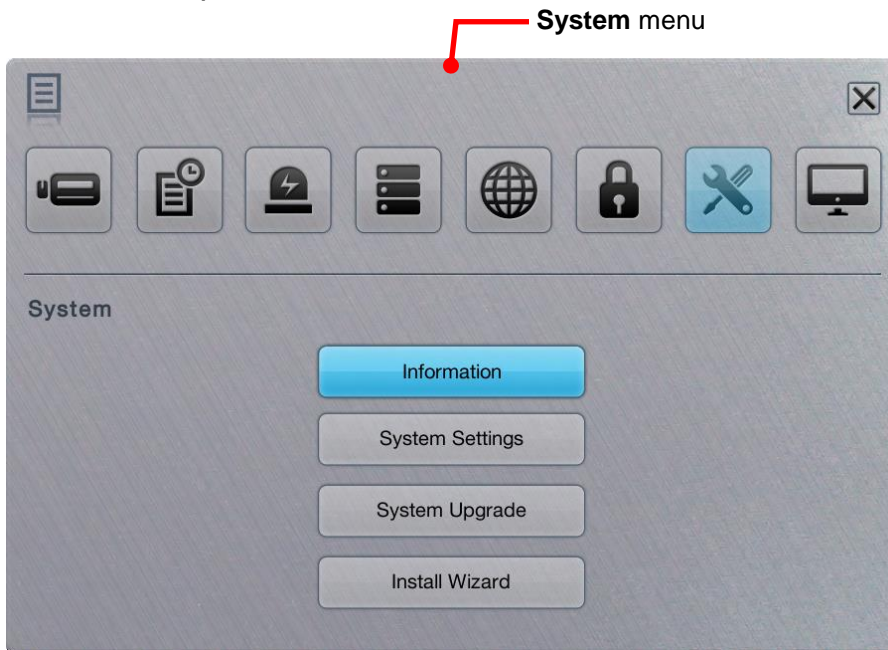 System menu
System
Information
System Settings
System Upgrade
Install Wizard